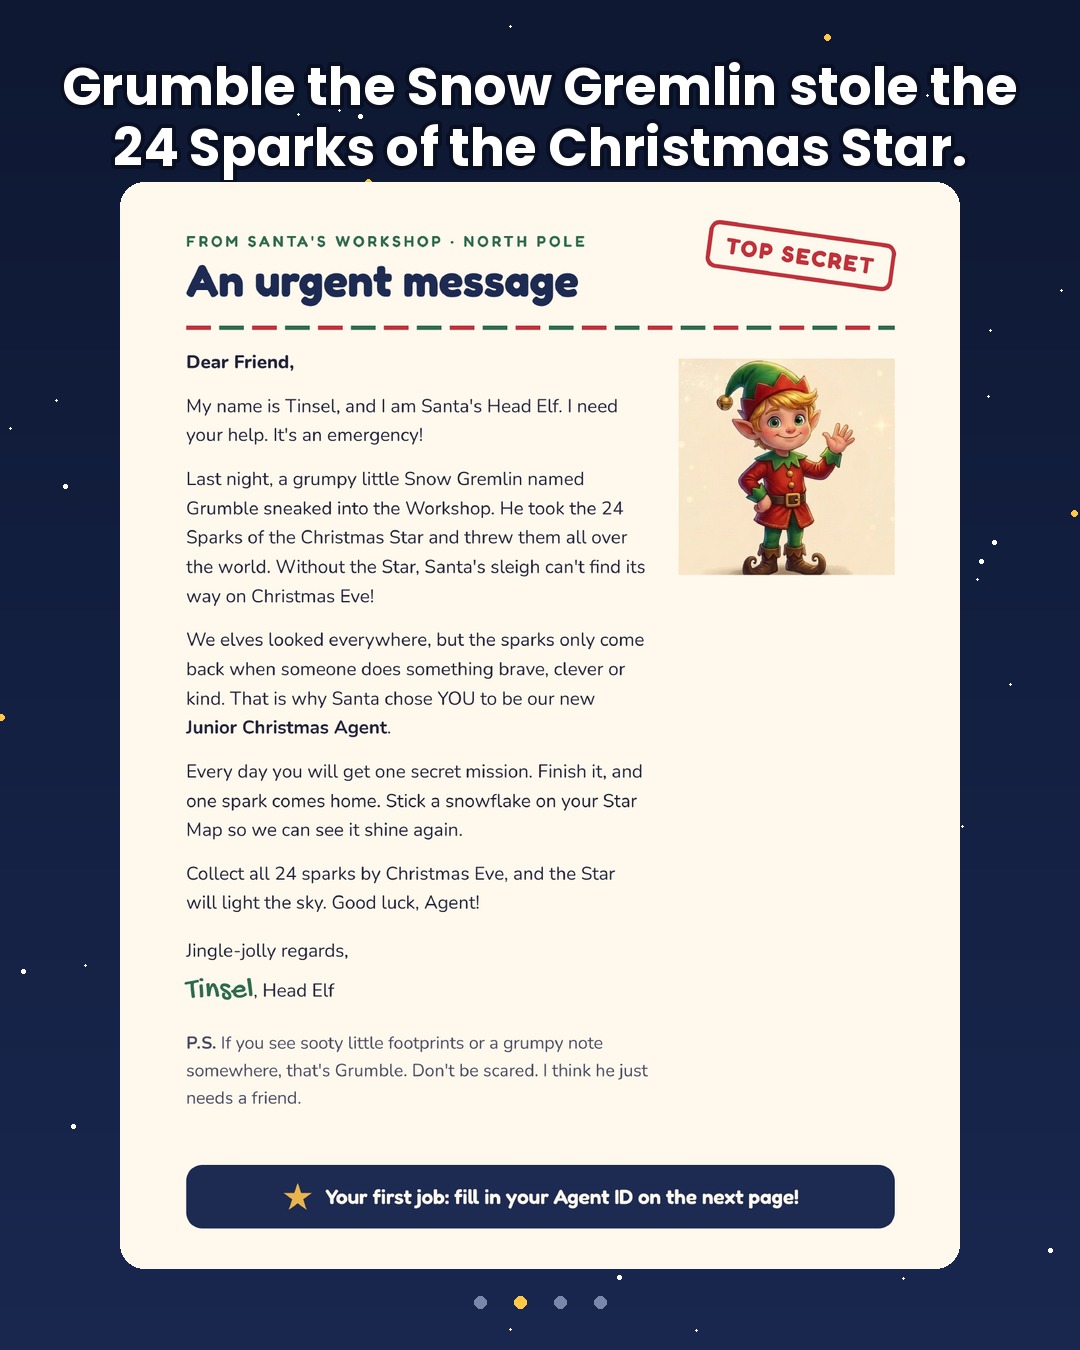 Grumble the Snow Gremlin stole the
24 Sparks of the Christmas Star.
FROM SANTA'S WORKSHOP · NORTH POLE
TOP SECRET
An urgent message
Dear Friend,
My name is Tinsel, and I am Santa's Head Elf. I need
your help. It's an emergency!
Last night, a grumpy little Snow Gremlin named
Grumble sneaked into the Workshop. He took the 24
Sparks of the Christmas Star and threw them all over
the world. Without the Star, Santa's sleigh can't find its
way on Christmas Eve!
We elves looked everywhere, but the sparks only come
back when someone does something brave, clever or
kind. That is why Santa chose YOU to be our new
Junior Christmas Agent.
Every day you will get one secret mission. Finish it, and
one spark comes home. Stick a snowflake on your Star
Map so we can see it shine again.
Collect all 24 sparks by Christmas Eve, and the Star
will light the sky. Good luck, Agent!
Jingle-jolly regards,
Tinsel, Head Elf
P.S. If you see sooty little footprints or a grumpy note
somewhere, that's Grumble. Don't be scared. I think he just
needs a friend.
Your first job: fill in your Agent ID on the next page!